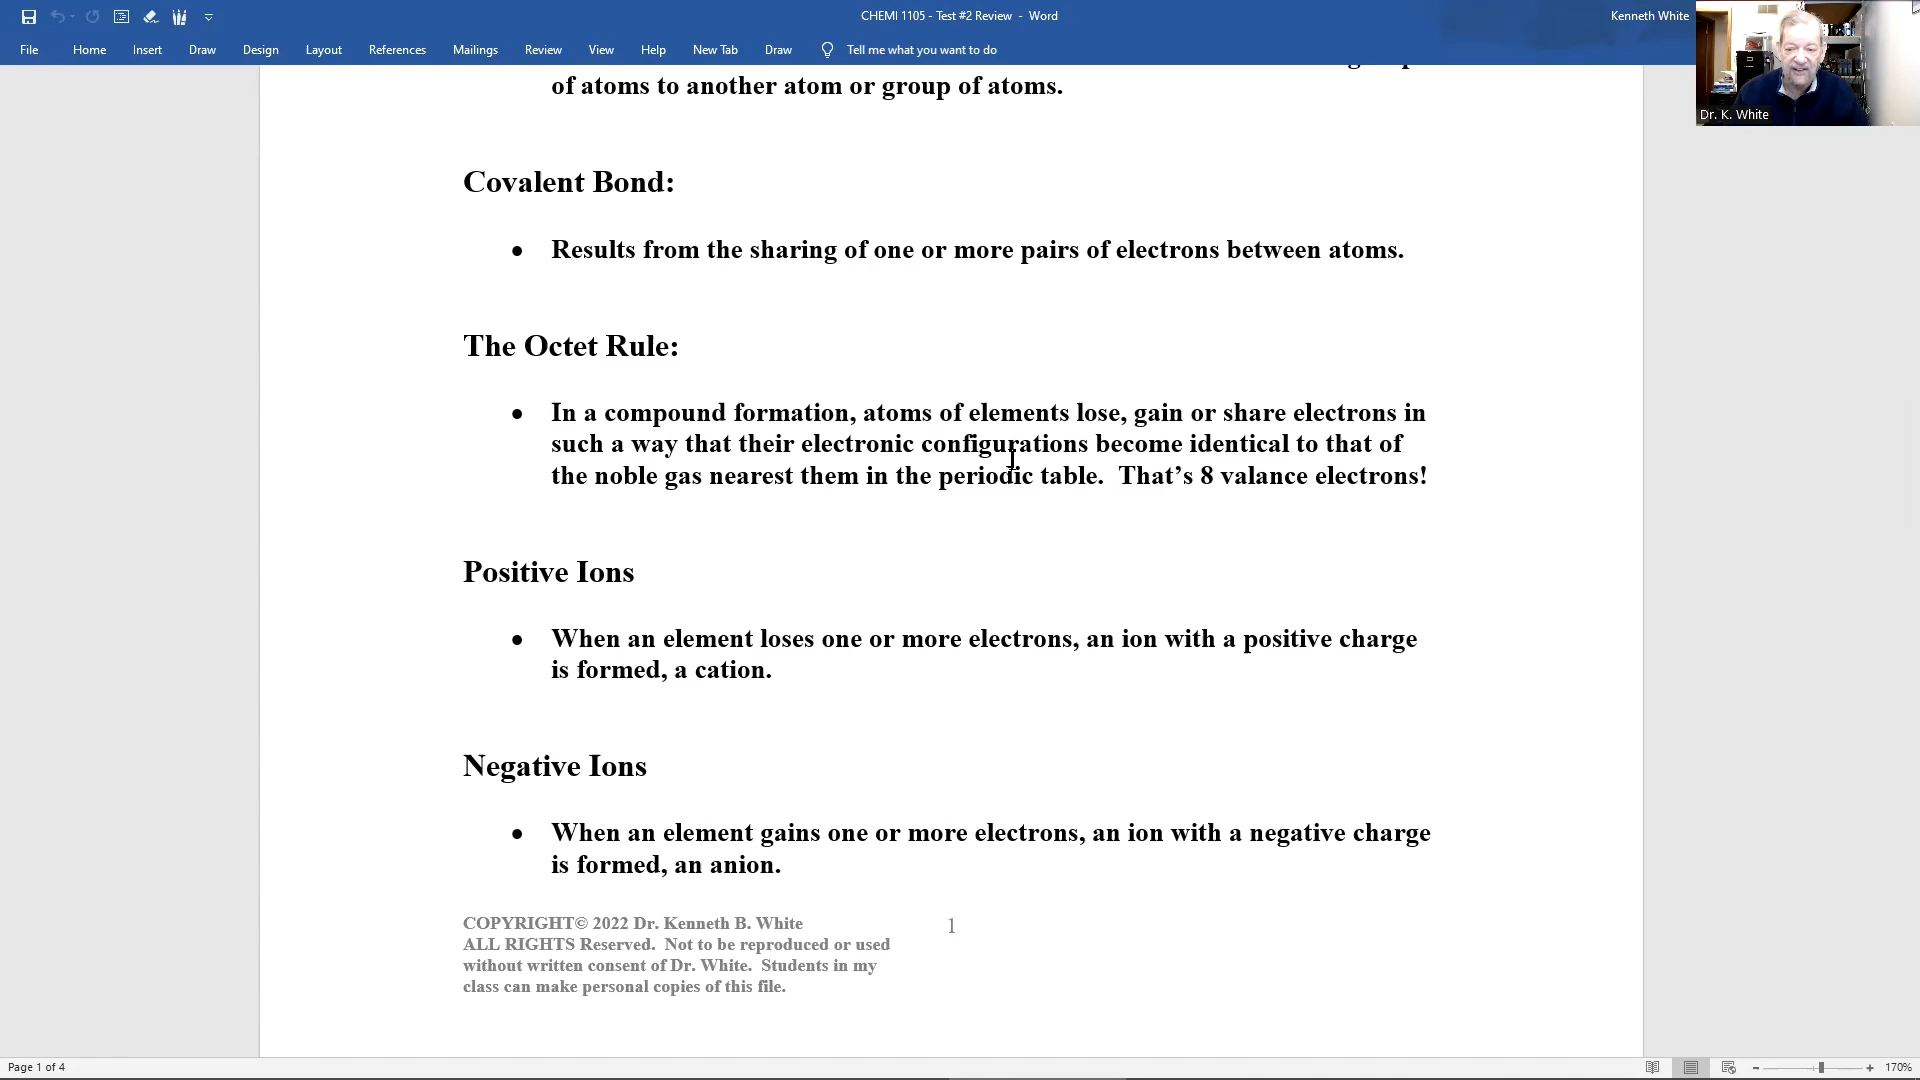 CHEMI 1105 - Test #2 Review - Word
Kenneth White
File Home Insert Draw Design Layout References Mailings Review View Help New Tab Draw Tell me what you want to do
Dr. K. White
of atoms to another atom or group of atoms.
Covalent Bond:
• Results from the sharing of one or more pairs of electrons between atoms.
The Octet Rule:
• In a compound formation, atoms of elements lose, gain or share electrons in
such a way that their electronic configurations become identical to that of
the noble gas nearest them in the periodic table. That’s 8 valance electrons!
Positive Ions
• When an element loses one or more electrons, an ion with a positive charge
is formed, a cation.
Negative Ions
• When an element gains one or more electrons, an ion with a negative charge
is formed, an anion.
COPYRIGHT© 2022 Dr. Kenneth B. White 1
ALL RIGHTS Reserved. Not to be reproduced or used
without written consent of Dr. White. Students in my
class can make personal copies of this file.
Page 1 of 4
170%